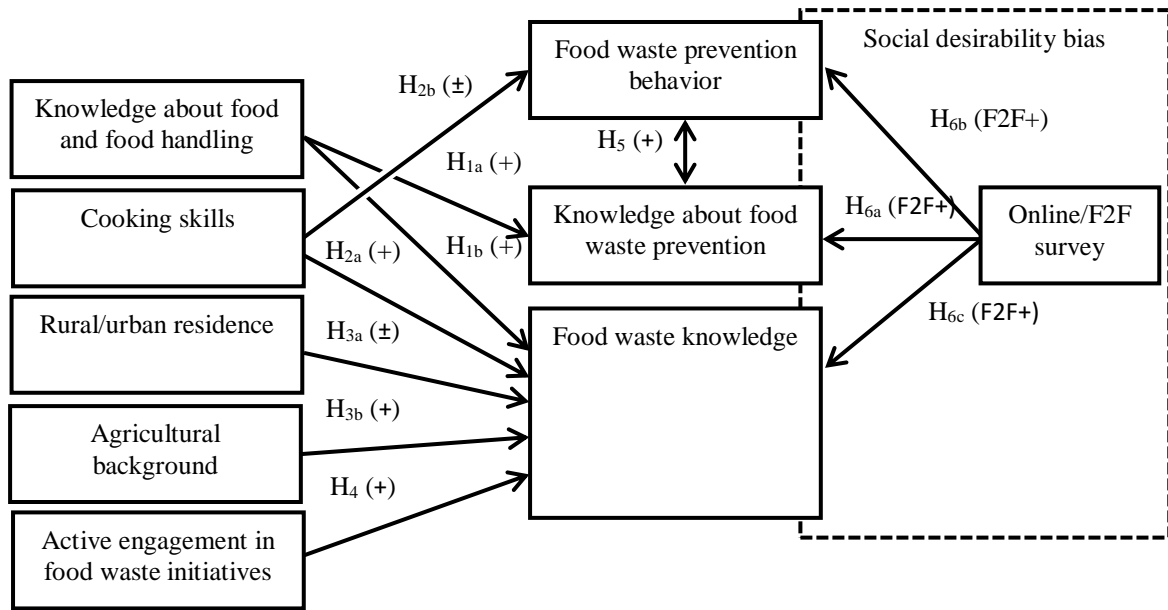 Knowledge about food
and food handling
Cooking skills
Rural/urban residence
Agricultural
background
Active engagement in
food waste initiatives
H2b (±)
H1a (+)
H2a (+)
H1b (+)
H3a (±)
H3b (+)
H4 (+)
Food waste prevention
behavior
H5 (+)
Knowledge about food
waste prevention
Food waste knowledge
Social desirability bias
H6b (F2F+)
H6a (F2F+)
H6c (F2F+)
Online/F2F
survey